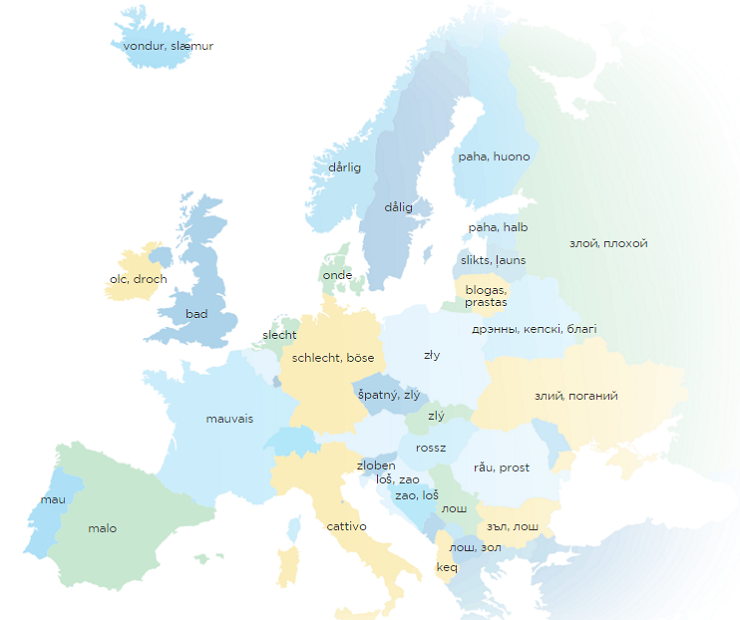 vondur, slæmur
dårlig
paha, huono
dålig
paha, halb
злой, плохой
slikts, ļauns
olc, droch
onde
blogas,
prastas
bad
slecht
дрэнны, кепскі, благі
schlecht, böse
zły
špatný, zlý
злий, поганий
mauvais
zlý
rossz
zloben
rău, prost
loš, zao
zao, loš
mau
лош
malo
cattivo
зъл, лош
лош, зол
keq